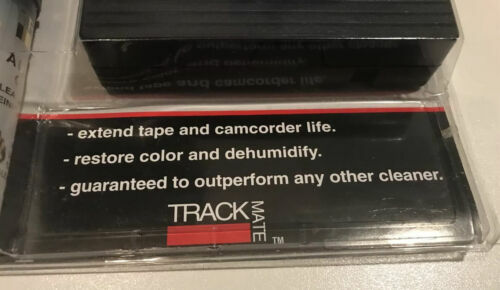 - extend tape and camcorder life.
- restore color and dehumidify.
- guaranteed to outperform any other cleaner.
TRACK MATE TM